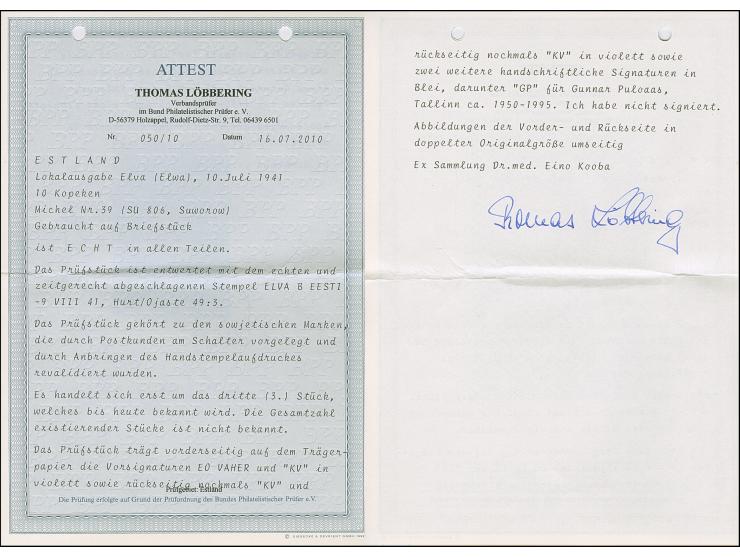 ATTEST
THOMAS LÖBBERING
Verbandsprüfer
im Bund Philatelistischer Prüfer e. V.
D-56379 Holzappel, Rudolf-Dietz-Str. 9, Tel. 06439 6501
Nr. 050/10 Datum 16.07.2010
E S T L A N D
Lokalausgabe Elva (Elwa), 10.Juli 1941
10 Kopeken
Michel Nr.39 (SU 806, Suworow)
Gebraucht auf Briefstück
ist E C H T in allen Teilen.
Das Prüfstück ist entwertet mit dem echten und
zeitgerecht abgeschlagenen Stempel ELVA B EESTI
-9 VIII 41, Hurt/Ojaste 49:3.
Das Prüfstück gehört zu den sowjetischen Marken,
die durch Postkunden am Schalter vorgelegt und
durch Anbringen des Handstempelaufdruckes
revalidiert wurden.
Es handelt sich erst um das dritte (3.) Stück,
welches bis heute bekannt wird. Die Gesamtzahl
existierender Stücke ist nicht bekannt.
Das Prüfstück trägt vorderseitig auf dem Träger-
papier die Vorsignaturen EO VAHER und "KV" in
violett sowie rückseitig nochmals "KV" und
Prüfgebiet: Estland
Die Prüfung erfolgte auf Grund der Prüfordnung des Bundes Philatelistischer Prüfer e.V.
rückseitig nochmals "KV" in violett sowie
zwei weitere handschriftliche Signaturen in
Blei, darunter "GP" für Gunnar Puloaas,
Tallinn ca. 1950-1995. Ich habe nicht signiert.
Abbildungen der Vorder- und Rückseite in
doppelter Originalgröße umseitig
Ex Sammlung Dr.med. Eino Kooba
Thomas Löbbering